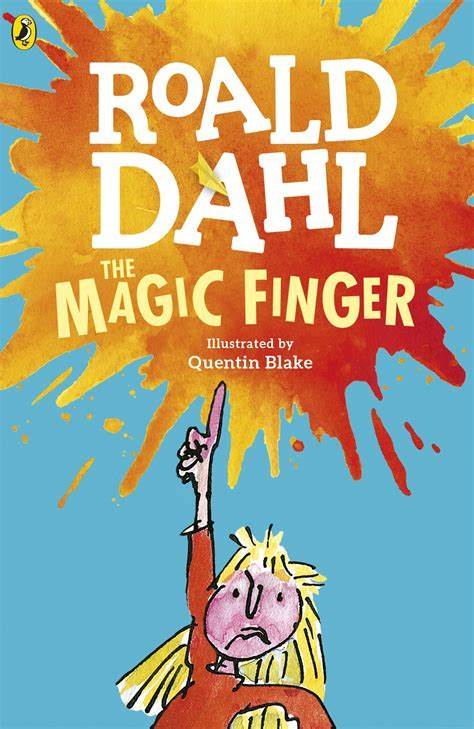 ROALD
DAHL
THE
MAGIC FINGER
Illustrated by
Quentin Blake